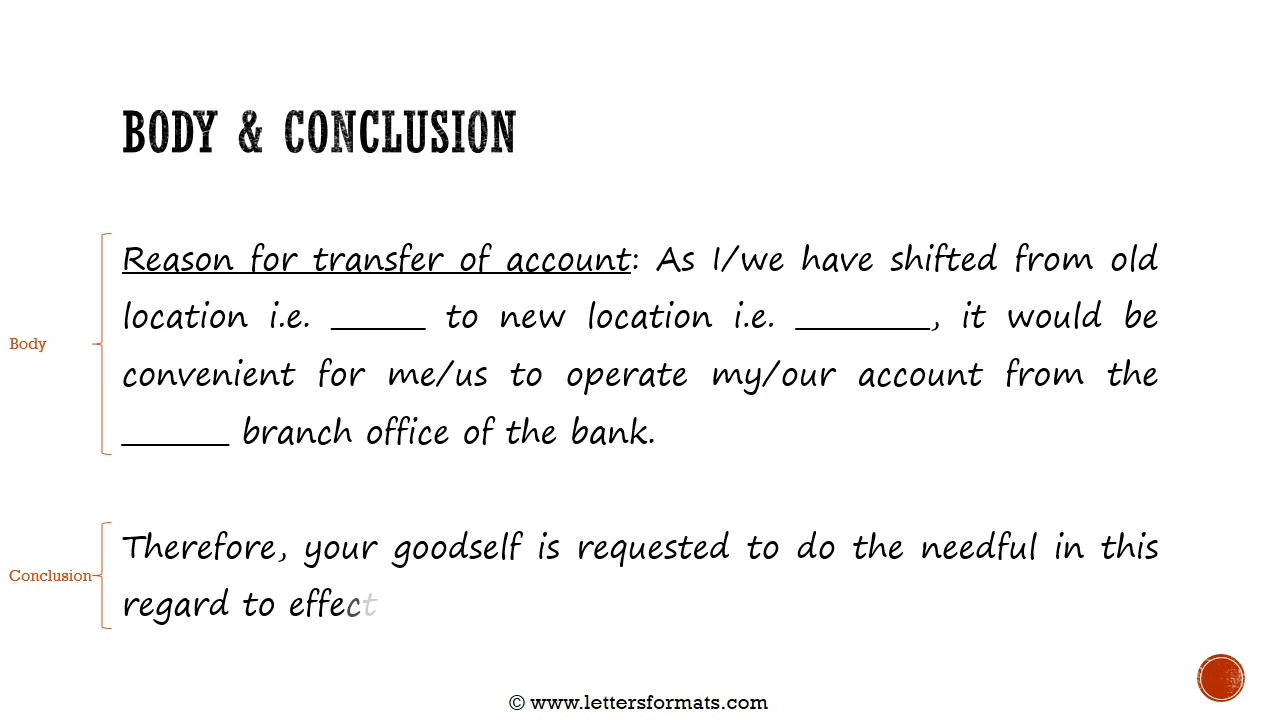 BODY & CONCLUSION
Reason for transfer of account: As I/we have shifted from old
location i.e. _______ to new location i.e. __________, it would be
Body
convenient for me/us to operate my/our account from the
________ branch office of the bank.
Therefore, your goodself is requested to do the needful in this
Conclusion
regard to effect
© www.lettersformats.com